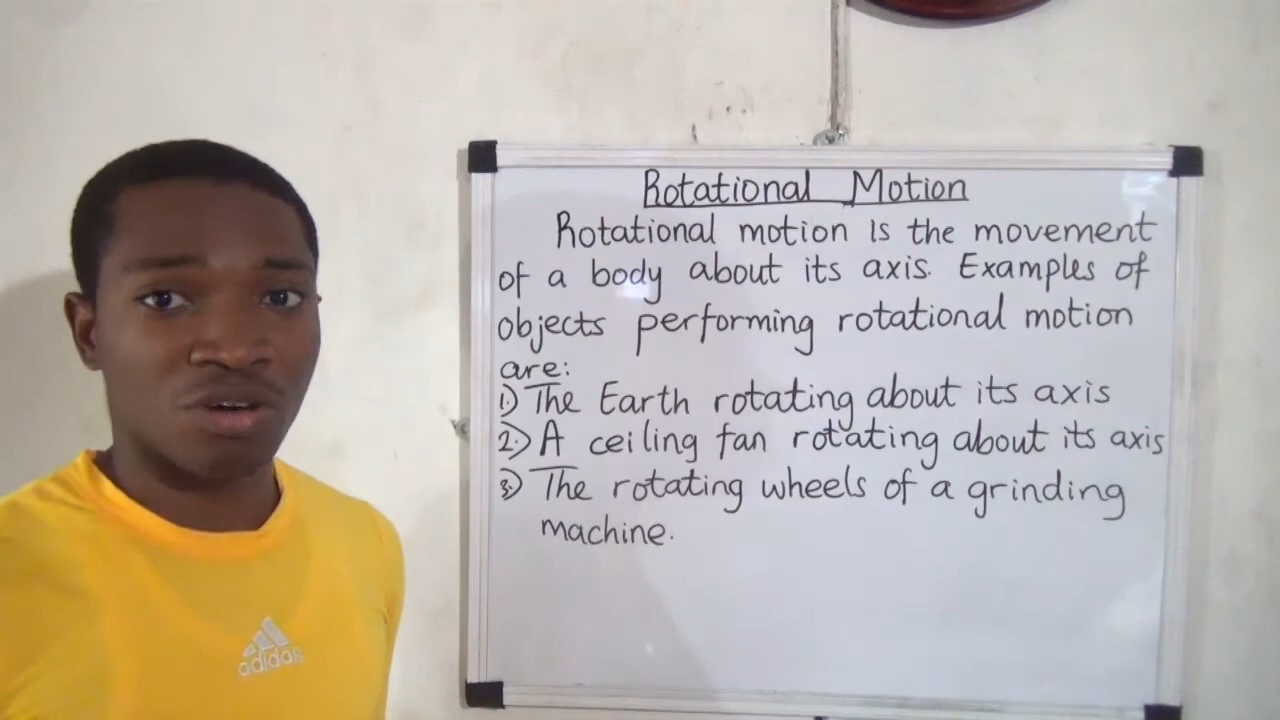 Rotational Motion
Rotational motion is the movement
of a body about its axis. Examples of
objects performing rotational motion
are:
1.) The Earth rotating about its axis
2.) A ceiling fan rotating about its axis
3.) The rotating wheels of a grinding
machine.
adidas